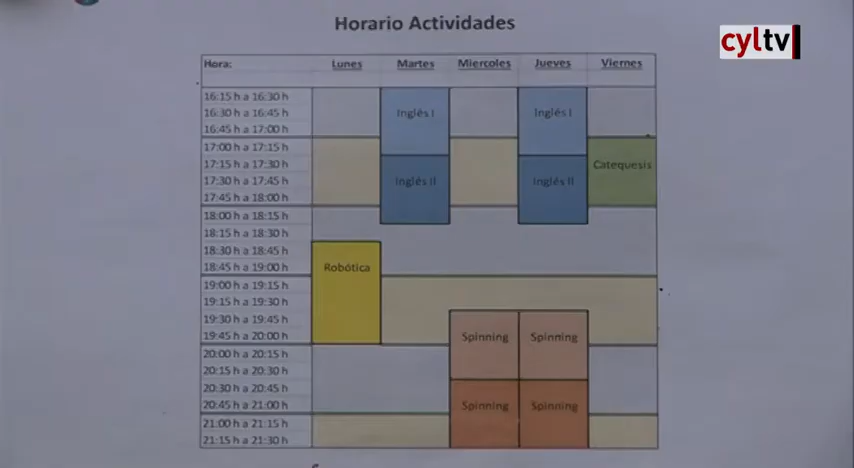 Horario Actividades
cyltv
Hora: Lunes Martes Miercoles Jueves Viernes
16:15 h a 16:30 h
16:30 h a 16:45 h Inglés I Inglés I
16:45 h a 17:00 h
17:00 h a 17:15 h
17:15 h a 17:30 h Catequesis
17:30 h a 17:45 h Inglés II Inglés II
17:45 h a 18:00 h
18:00 h a 18:15 h
18:15 h a 18:30 h
18:30 h a 18:45 h
18:45 h a 19:00 h Robótica
19:00 h a 19:15 h
19:15 h a 19:30 h
19:30 h a 19:45 h
19:45 h a 20:00 h Spinning Spinning
20:00 h a 20:15 h
20:15 h a 20:30 h
20:30 h a 20:45 h
20:45 h a 21:00 h Spinning Spinning
21:00 h a 21:15 h
21:15 h a 21:30 h